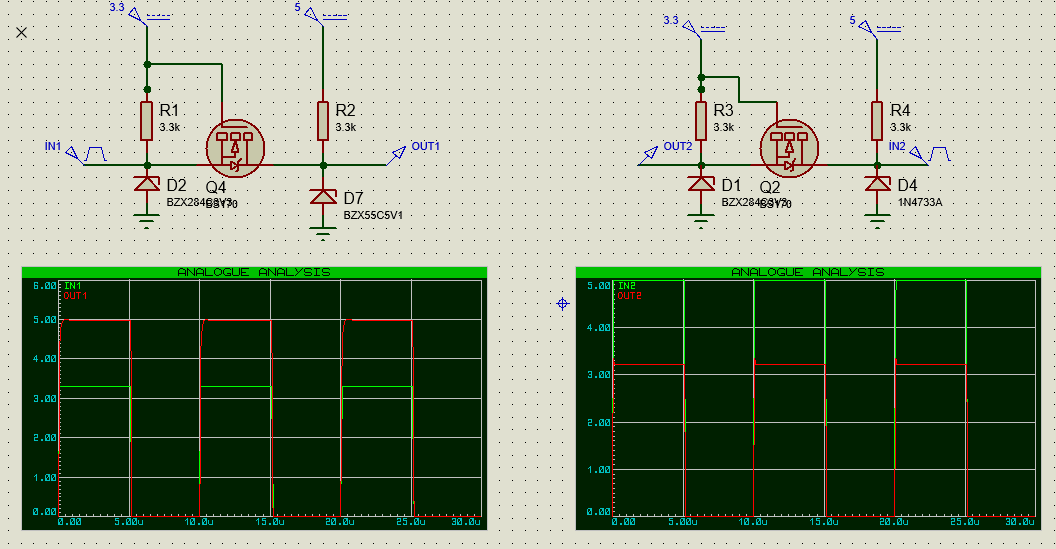 3.3
5
3.3
5
R1
3.3k
R2
3.3k
R3
3.3k
R4
3.3k
IN1
OUT1
OUT2
IN2
D2
Q4
D7
BZX55C5V1
D1
Q2
D4
1N4733A
ANALOGUE ANALYSIS
6.00
IN1
OUT1
5.00
4.00
3.00
2.00
1.00
0.00
0.00 5.00u 10.0u 15.0u 20.0u 25.0u 30.0u
ANALOGUE ANALYSIS
5.00
IN2
OUT2
4.00
3.00
2.00
1.00
0.00
0.00 5.00u 10.0u 15.0u 20.0u 25.0u 30.0u